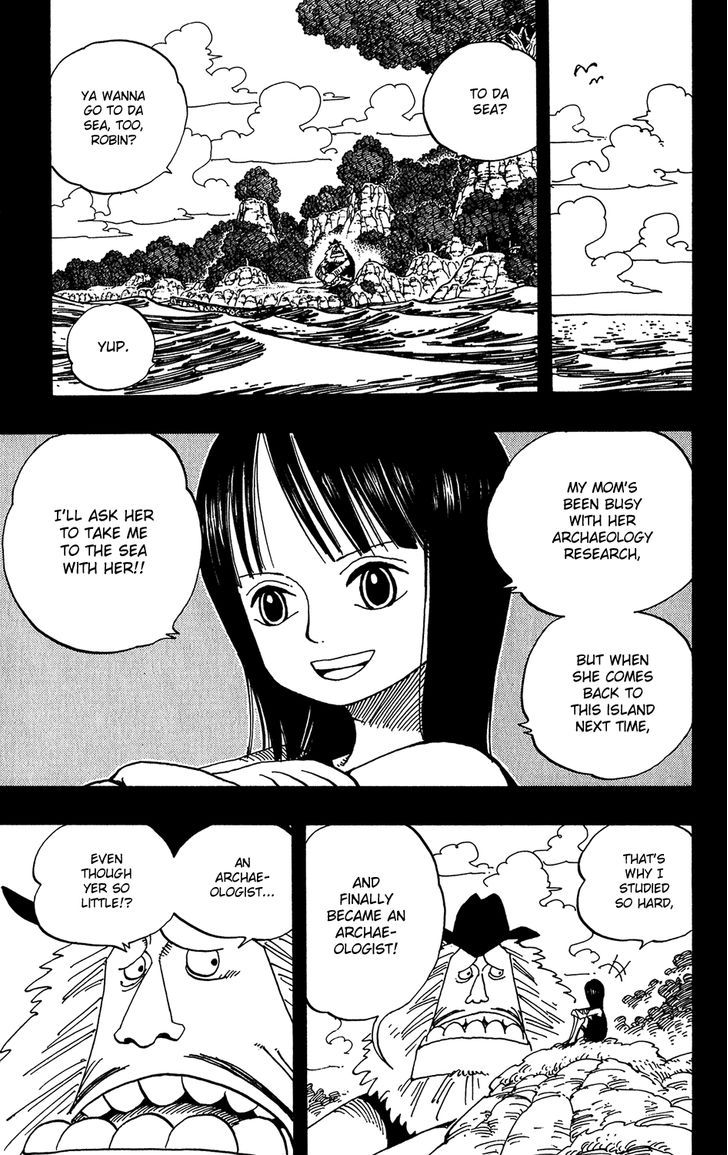 TO DA
SEA?
YA WANNA
GO TO DA
SEA, TOO,
ROBIN?
YUP.
MY MOM'S
BEEN BUSY
WITH HER
ARCHAEOLOGY
RESEARCH,
BUT WHEN
SHE COMES
BACK TO
THIS ISLAND
NEXT TIME,
I'LL ASK HER
TO TAKE ME
TO THE SEA
WITH HER!!
THAT'S
WHY I
STUDIED
SO HARD,
AND
FINALLY
BECAME AN
ARCHAE-
OLOGIST!
AN
ARCHAE-
OLOGIST...
EVEN
THOUGH
YER SO
LITTLE!?